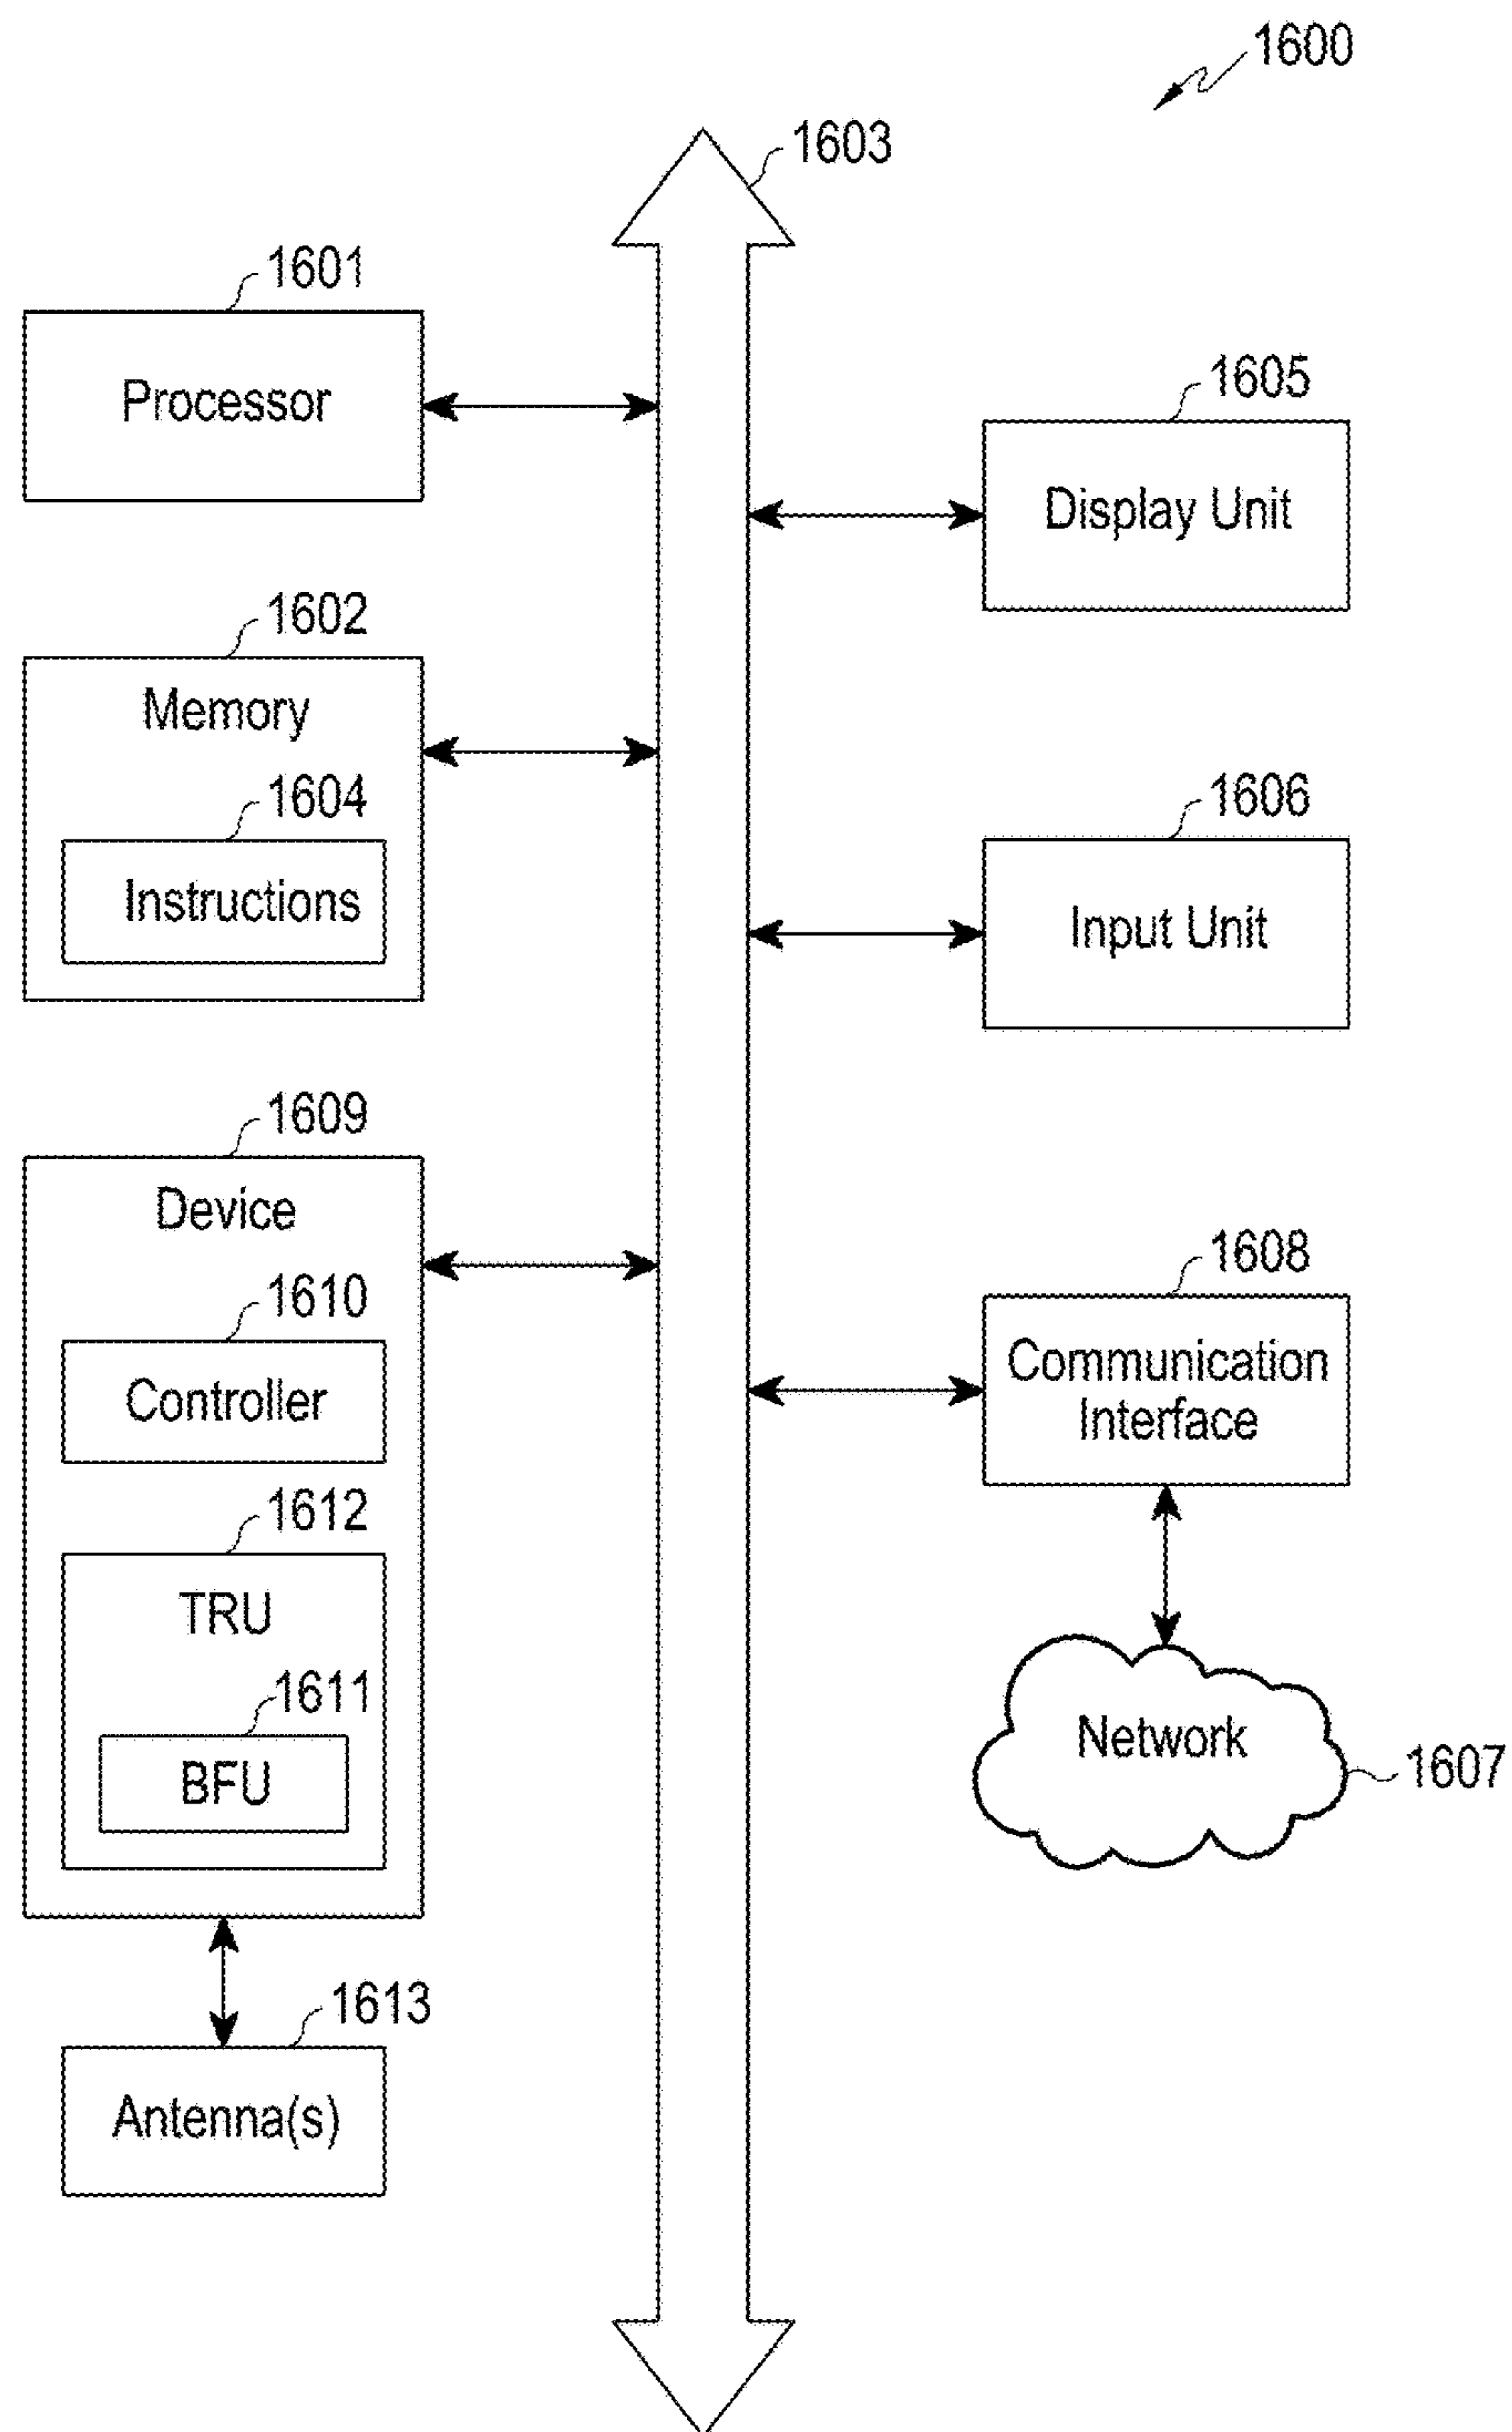 1600
1603
1601
Processor
1605
Display Unit
1602
Memory
1604
Instructions
1606
Input Unit
1609
Device
1610
Controller
1608
Communication
Interface
1612
TRU
1611
BFU
Network
1607
1613
Antenna(s)